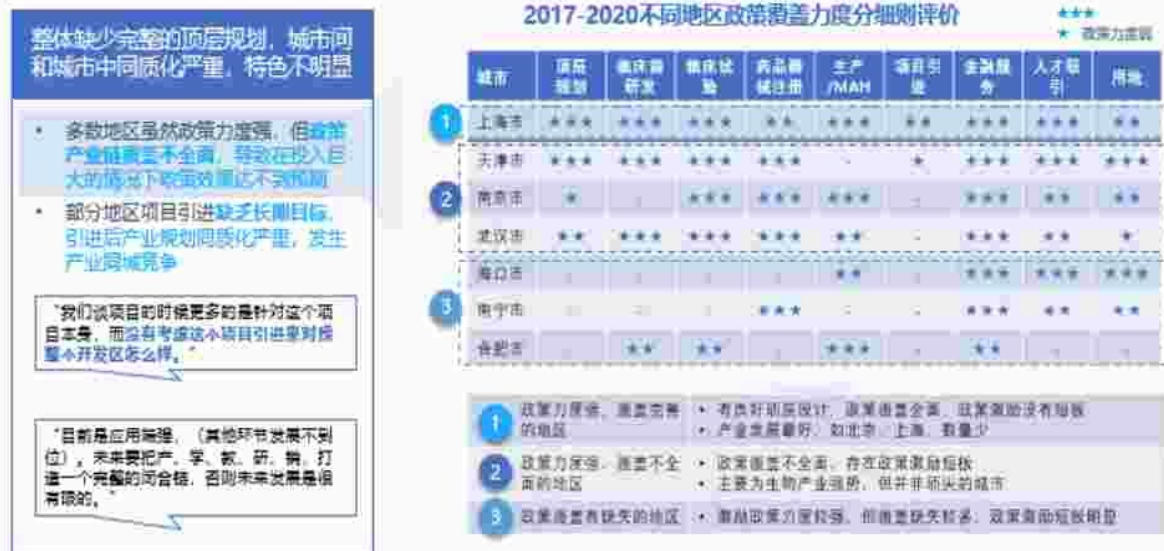 整体缺少完整的顶层规划，城市间
和城市中同质化严重，特色不明显
• 多数地区虽然政策力度强，但政策
产业链覆盖不全面，导致在投入巨
大的情况下政策效果达不到预期
• 部分地区项目引进缺乏长期目标，
引进后产业规划同质化严重，发生
产业同城竞争
“我们谈项目的时候更多的是针对这个项
目本身，而没有考虑这个项目引进来对
整个开发区怎么样。”
“目前是应用端强，（其他环节发展不到
位），未来要把产、学、教、研、销，打
造一个完整的闭合链，否则未来发展是很
有限的。”
2017-2020不同地区政策覆盖力度分细则评价
★★★
★ 政策力度弱
城市 顶层规划 临床前研发 临床试验 药品器械注册 生产/MAH 项目引进 金融服务 人才吸引 用地
1 上海市 ★★★ ★★★ ★★★ ★★ ★★★ ★★ ★★★ ★★★ ★★
天津市 ★★★ ★★★ ★★★ ★★★ - ★ ★★★ ★★★ ★★★
2 南京市 ★ - ★★★ ★★★ ★★★ - ★★★ ★★ ★★
武汉市 ★★ ★★★ ★★★ ★★★ ★★ - ★★★ ★★ ★
海口市 - - - - ★★ - ★★★ ★★★ ★★★
3 南宁市 - - - ★★★ - - ★★★ ★★ ★★
合肥市 - ★★ ★★ - ★★★ - ★★ - -
1 政策力度强、覆盖完善
的地区
• 有良好顶层设计，政策覆盖全面，政策激励没有短板
• 产业发展最好，如北京、上海，数量少
2 政策力度强，覆盖不全
面的地区
• 政策覆盖不全面，存在政策激励短板
• 主要为生物产业强势，但并非顶尖的城市
3 政策覆盖有缺失的地区 • 激励政策力度较强，但覆盖缺失较多，政策激励短板明显